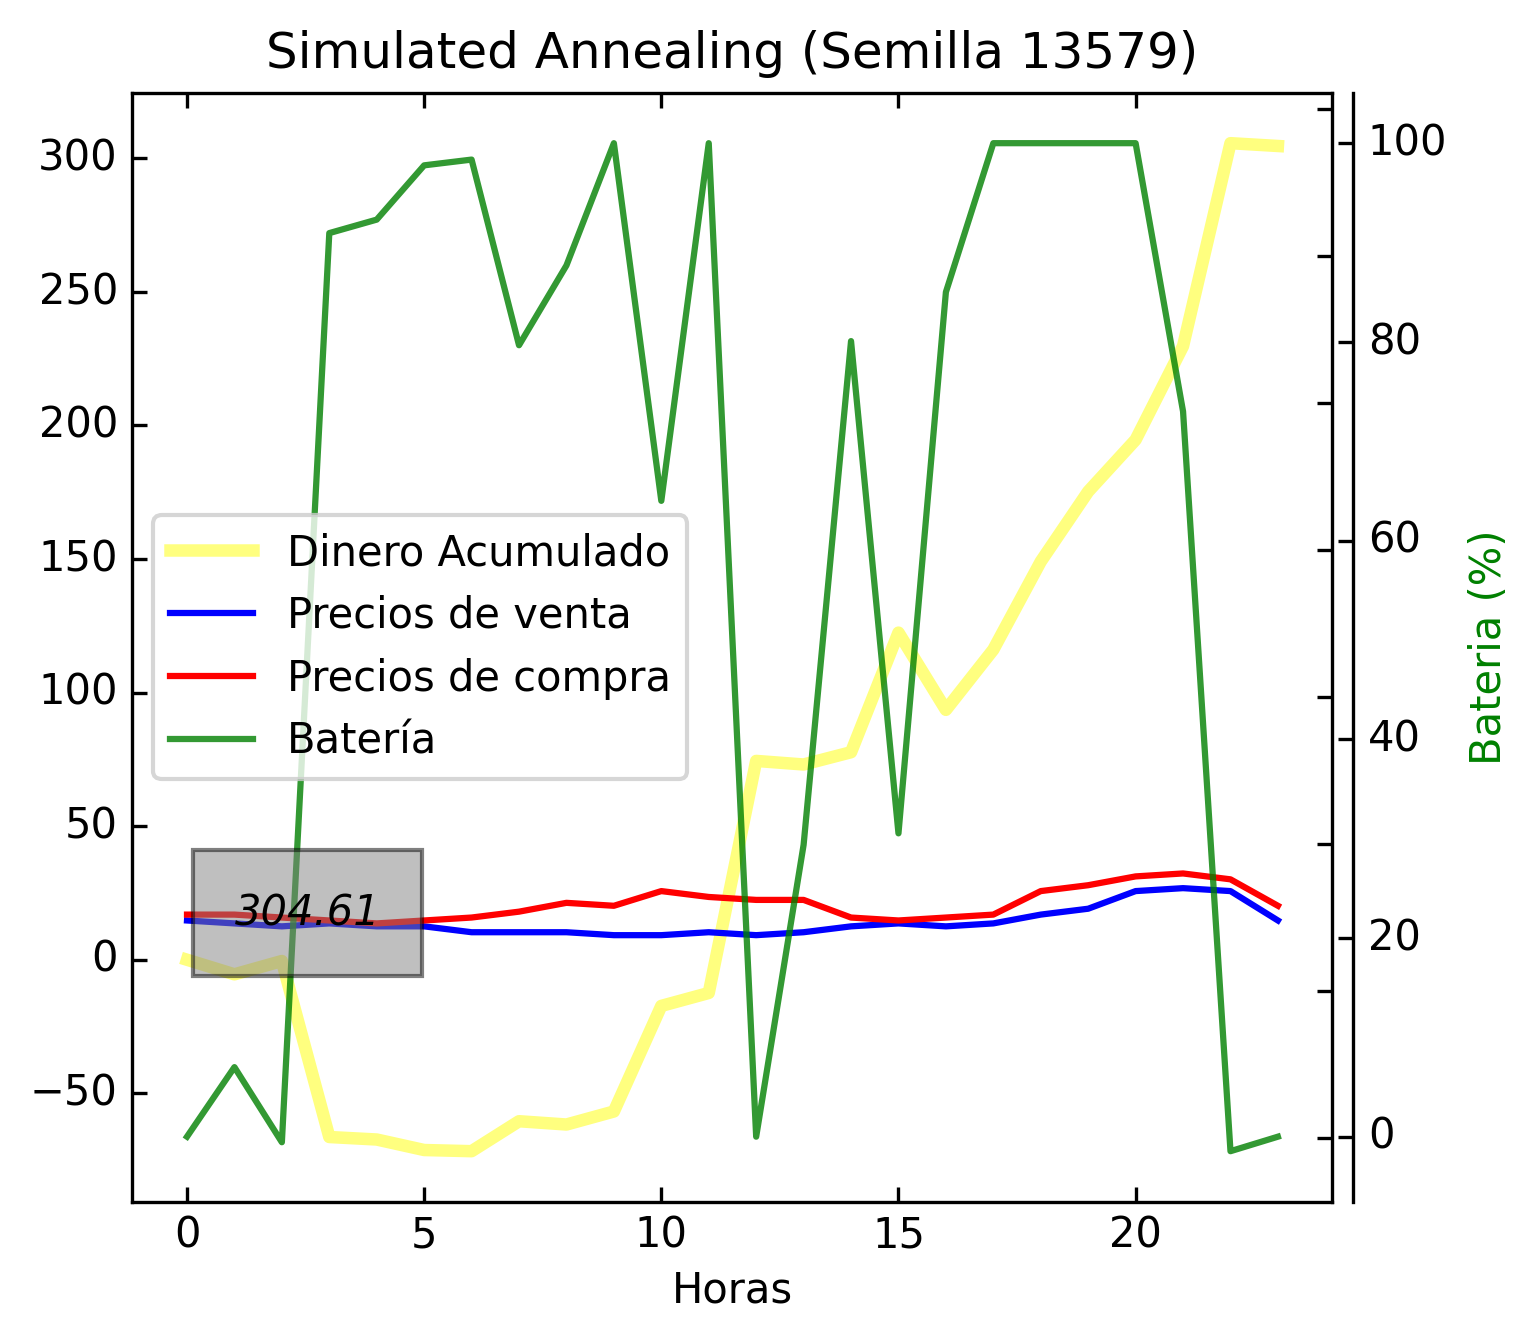 Simulated Annealing (Semilla 13579)
300
250
200
150
100
50
0
−50
Dinero Acumulado
Precios de venta
Precios de compra
Batería
304.61
100
80
60
40
20
0
Bateria (%)
0 5 10 15 20
Horas